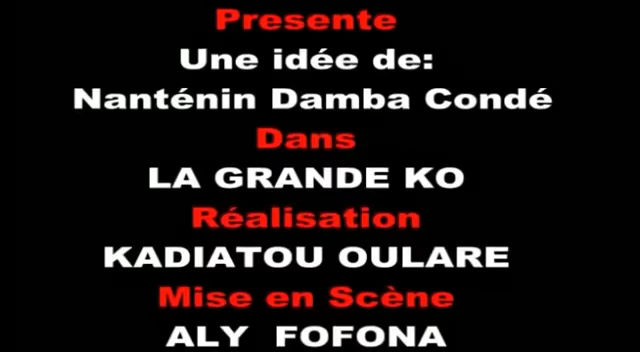 Presente
Une idée de:
Nanténin Damba Condé
Dans
LA GRANDE KO
Réalisation
KADIATOU OULARE
Mise en Scène
ALY FOFONA